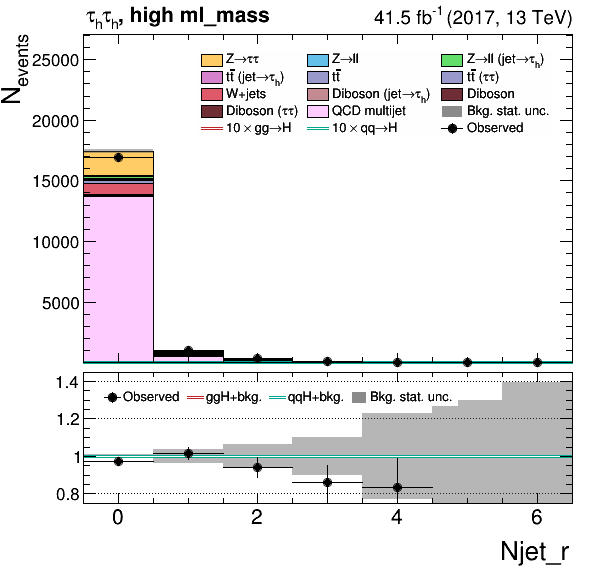 τhτh, high ml_mass 41.5 fb⁻¹ (2017, 13 TeV)
Nevents
Z→ττ Z→ll Z→ll (jet→τh)
tt̄ (jet→τh) tt̄ tt̄ (ττ)
W+jets Diboson (jet→τh) Diboson
Diboson (ττ) QCD multijet Bkg. stat. unc.
10 × gg→H 10 × qq→H Observed
25000
20000
15000
10000
5000
Observed ggH+bkg. qqH+bkg. Bkg. stat. unc.
1.4
1.2
1
0.8
0 2 4 6
Njet_r